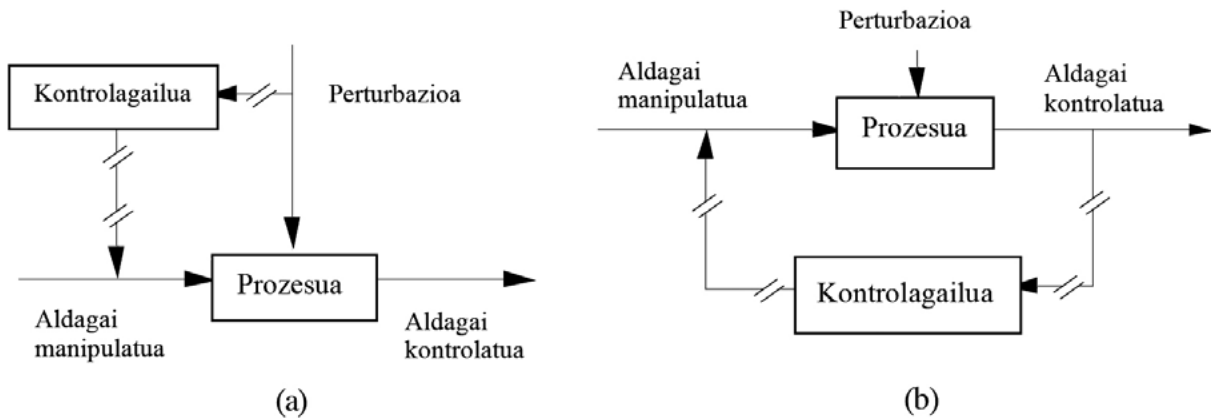 Kontrolagailua
Perturbazioa
Prozesua
Aldagai
manipulatua
Aldagai
kontrolatua
(a)
Perturbazioa
Aldagai
manipulatua
Aldagai
kontrolatua
Prozesua
Kontrolagailua
(b)